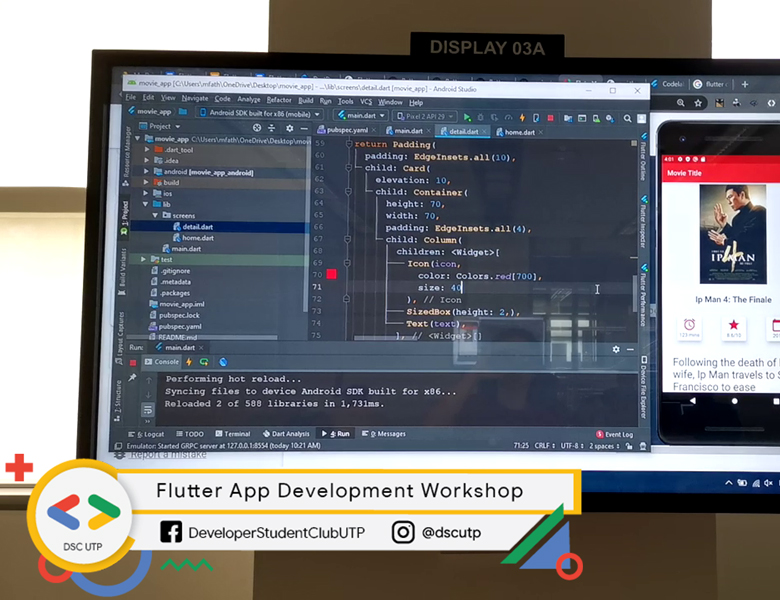 DISPLAY 03A
movie_app [C:\Users\mfath\OneDrive\Desktop\movie_app] - ...\lib\screens\detail.dart [movie_app] - Android Studio
File Edit View Navigate Code Analyze Refactor Build Run Tools VCS Window Help
movie_app
Android SDK built for x86 (mobile)
main.dart
Pixel 2 API 29
Project
pubspec.yaml
main.dart
detail.dart
home.dart
movie_app C:\Users\mfath\OneDrive\Desktop\mov
.dart_tool
.idea
android [movie_app_android]
build
ios
lib
screens
detail.dart
home.dart
main.dart
test
.gitignore
.metadata
.packages
movie_app.iml
pubspec.lock
pubspec.yaml
README.md
Resource Manager
1: Project
Build Variants
Layout Captures
Z: Structure
59 return Padding(
60 padding: EdgeInsets.all(10),
61 child: Card(
62 elevation: 10,
63 child: Container(
64 height: 70,
65 width: 70,
66 padding: EdgeInsets.all(4),
67 child: Column(
68 children: <Widget>[
69 Icon(icon,
70 color: Colors.red[700],
71 size: 40
72 ), // Icon
73 SizedBox(height: 2,),
74 Text(text),
75 ], // <Widget>[]
Flutter Outline
Flutter Inspector
Flutter Performance
Device File Explorer
Run: main.dart
Console
Performing hot reload...
Syncing files to device Android SDK built for x86...
Reloaded 2 of 588 libraries in 1,731ms.
6: Logcat TODO Terminal Dart Analysis 4: Run 0: Messages
1 Event Log
Emulator: Started GRPC server at 127.0.0.1:8554 (today 10:21 AM)
71:25 CRLF UTF-8 2 spaces
Report a mistake
Codela
flutter
4:01
Movie Title
IP MAN
Ip Man 4: The Finale
Following the death of
wife, Ip Man travels to S
Francisco to ease
Flutter App Development Workshop
DeveloperStudentClubUTP
@dscutp
DSC UTP